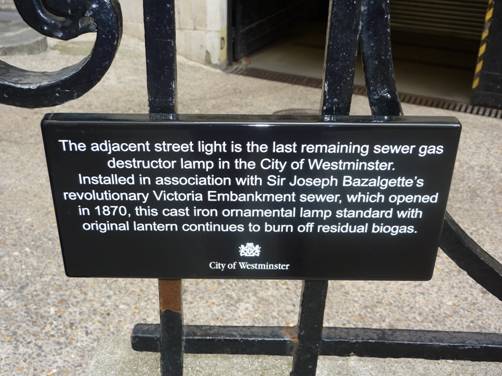 The adjacent street light is the last remaining sewer gas
destructor lamp in the City of Westminster.
Installed in association with Sir Joseph Bazalgette's
revolutionary Victoria Embankment sewer, which opened
in 1870, this cast iron ornamental lamp standard with
original lantern continues to burn off residual biogas.
City of Westminster